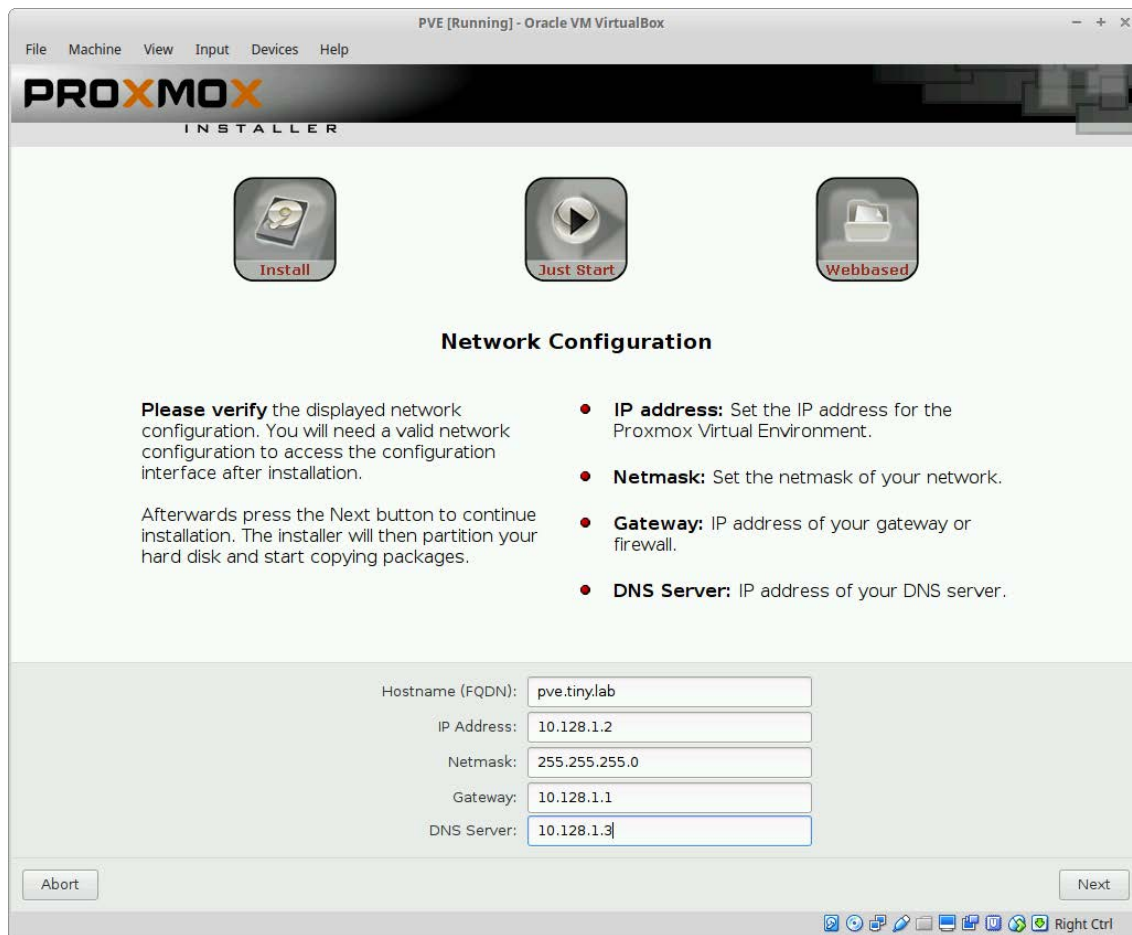 PVE [Running] - Oracle VM VirtualBox
File Machine View Input Devices Help
PROXMOX
INSTALLER
Install
Just Start
Webbased
Network Configuration
Please verify the displayed network
configuration. You will need a valid network
configuration to access the configuration
interface after installation.
Afterwards press the Next button to continue
installation. The installer will then partition your
hard disk and start copying packages.
IP address: Set the IP address for the
Proxmox Virtual Environment.
Netmask: Set the netmask of your network.
Gateway: IP address of your gateway or
firewall.
DNS Server: IP address of your DNS server.
Hostname (FQDN): pve.tiny.lab
IP Address: 10.128.1.2
Netmask: 255.255.255.0
Gateway: 10.128.1.1
DNS Server: 10.128.1.3
Abort
Next
Right Ctrl